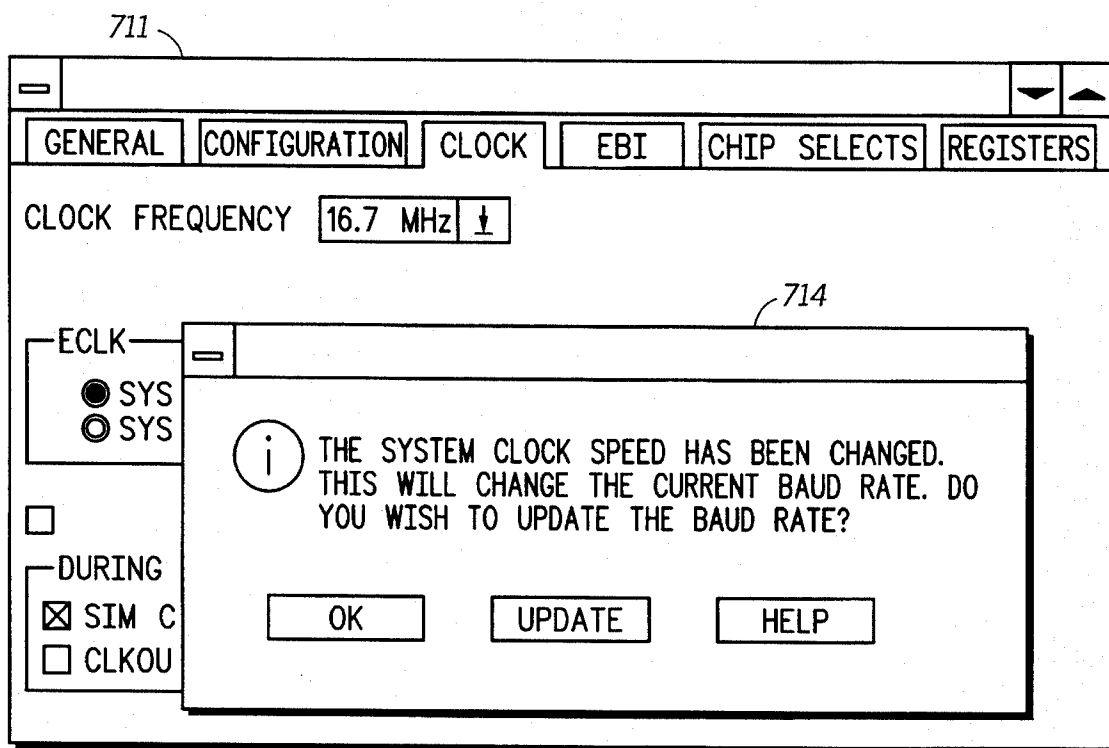 711
GENERAL CONFIGURATION CLOCK EBI CHIP SELECTS REGISTERS
CLOCK FREQUENCY 16.7 MHz
714
ECLK
SYS
SYS
THE SYSTEM CLOCK SPEED HAS BEEN CHANGED.
THIS WILL CHANGE THE CURRENT BAUD RATE. DO
YOU WISH TO UPDATE THE BAUD RATE?
DURING
SIM C
CLKOU
OK UPDATE HELP